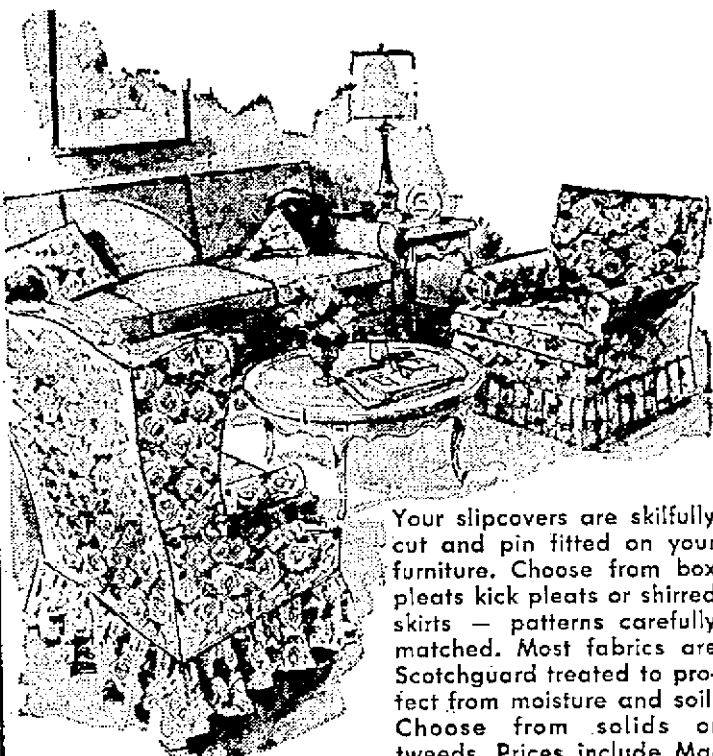 Your slipcovers are skilfully
cut and pin fitted on your
furniture. Choose from box
pleats kick pleats or shirred
skirts — patterns carefully
matched. Most fabrics are
Scotchguard treated to pro-
tect from moisture and soil.
Choose from solids or
tweeds. Prices include Ma